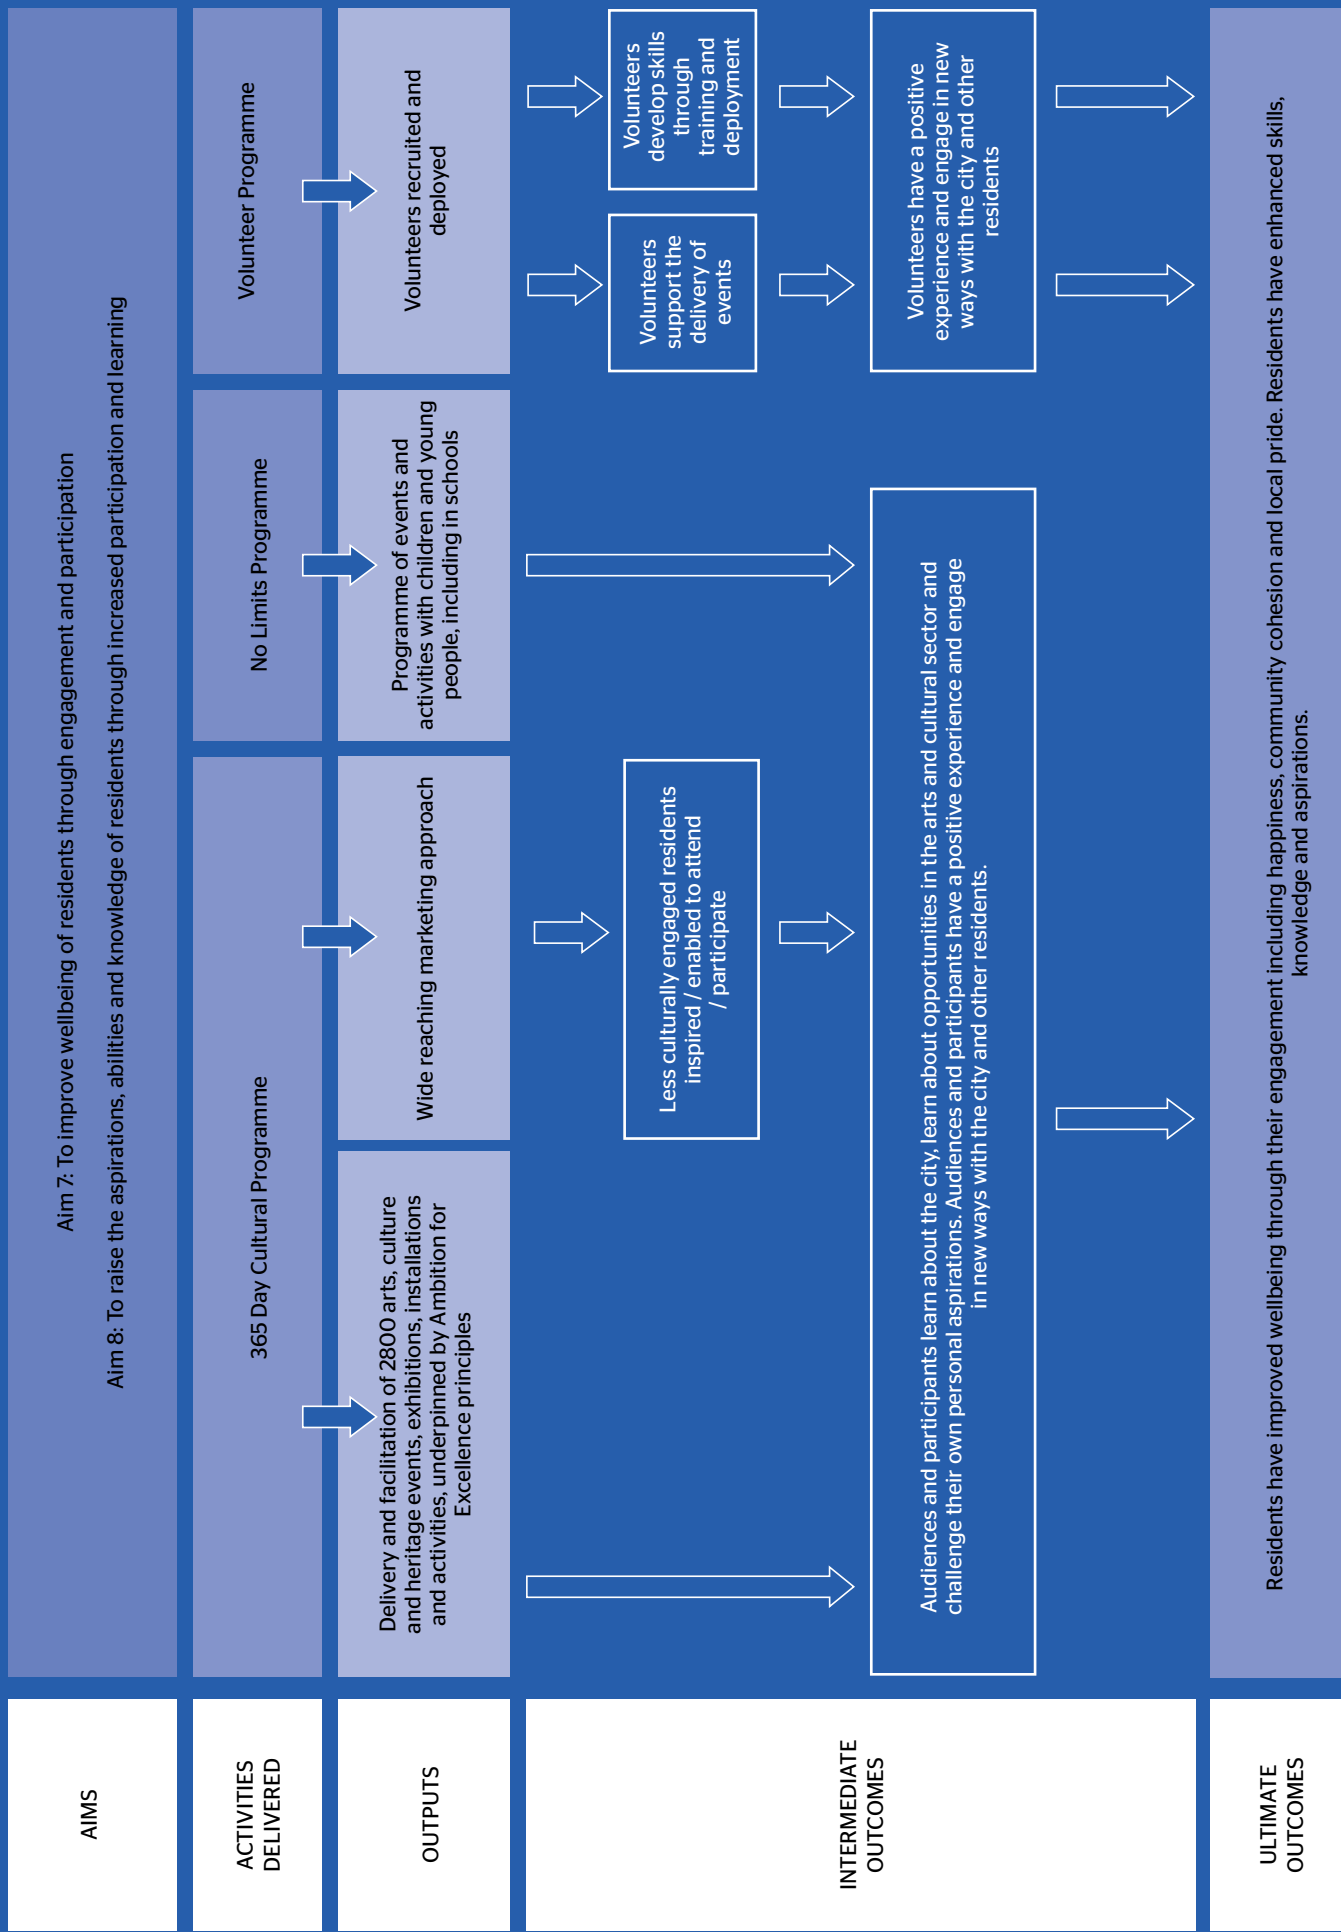 AIMS
Aim 7: To improve wellbeing of residents through engagement and participation
Aim 8: To raise the aspirations, abilities and knowledge of residents through increased participation and learning
ACTIVITIES
DELIVERED
365 Day Cultural Programme
No Limits Programme
Volunteer Programme
OUTPUTS
Delivery and facilitation of 2800 arts, culture
and heritage events, exhibitions, installations
and activities, underpinned by Ambition for
Excellence principles
Wide reaching marketing approach
Programme of events and
activities with children and young
people, including in schools
Volunteers recruited and
deployed
INTERMEDIATE
OUTCOMES
Less culturally engaged residents
inspired / enabled to attend
/ participate
Volunteers
support the
delivery of
events
Volunteers
develop skills
through
training and
deployment
Audiences and participants learn about the city, learn about opportunities in the arts and cultural sector and
challenge their own personal aspirations. Audiences and participants have a positive experience and engage
in new ways with the city and other residents.
Volunteers have a positive
experience and engage in new
ways with the city and other
residents
ULTIMATE
OUTCOMES
Residents have improved wellbeing through their engagement including happiness, community cohesion and local pride. Residents have enhanced skills,
knowledge and aspirations.